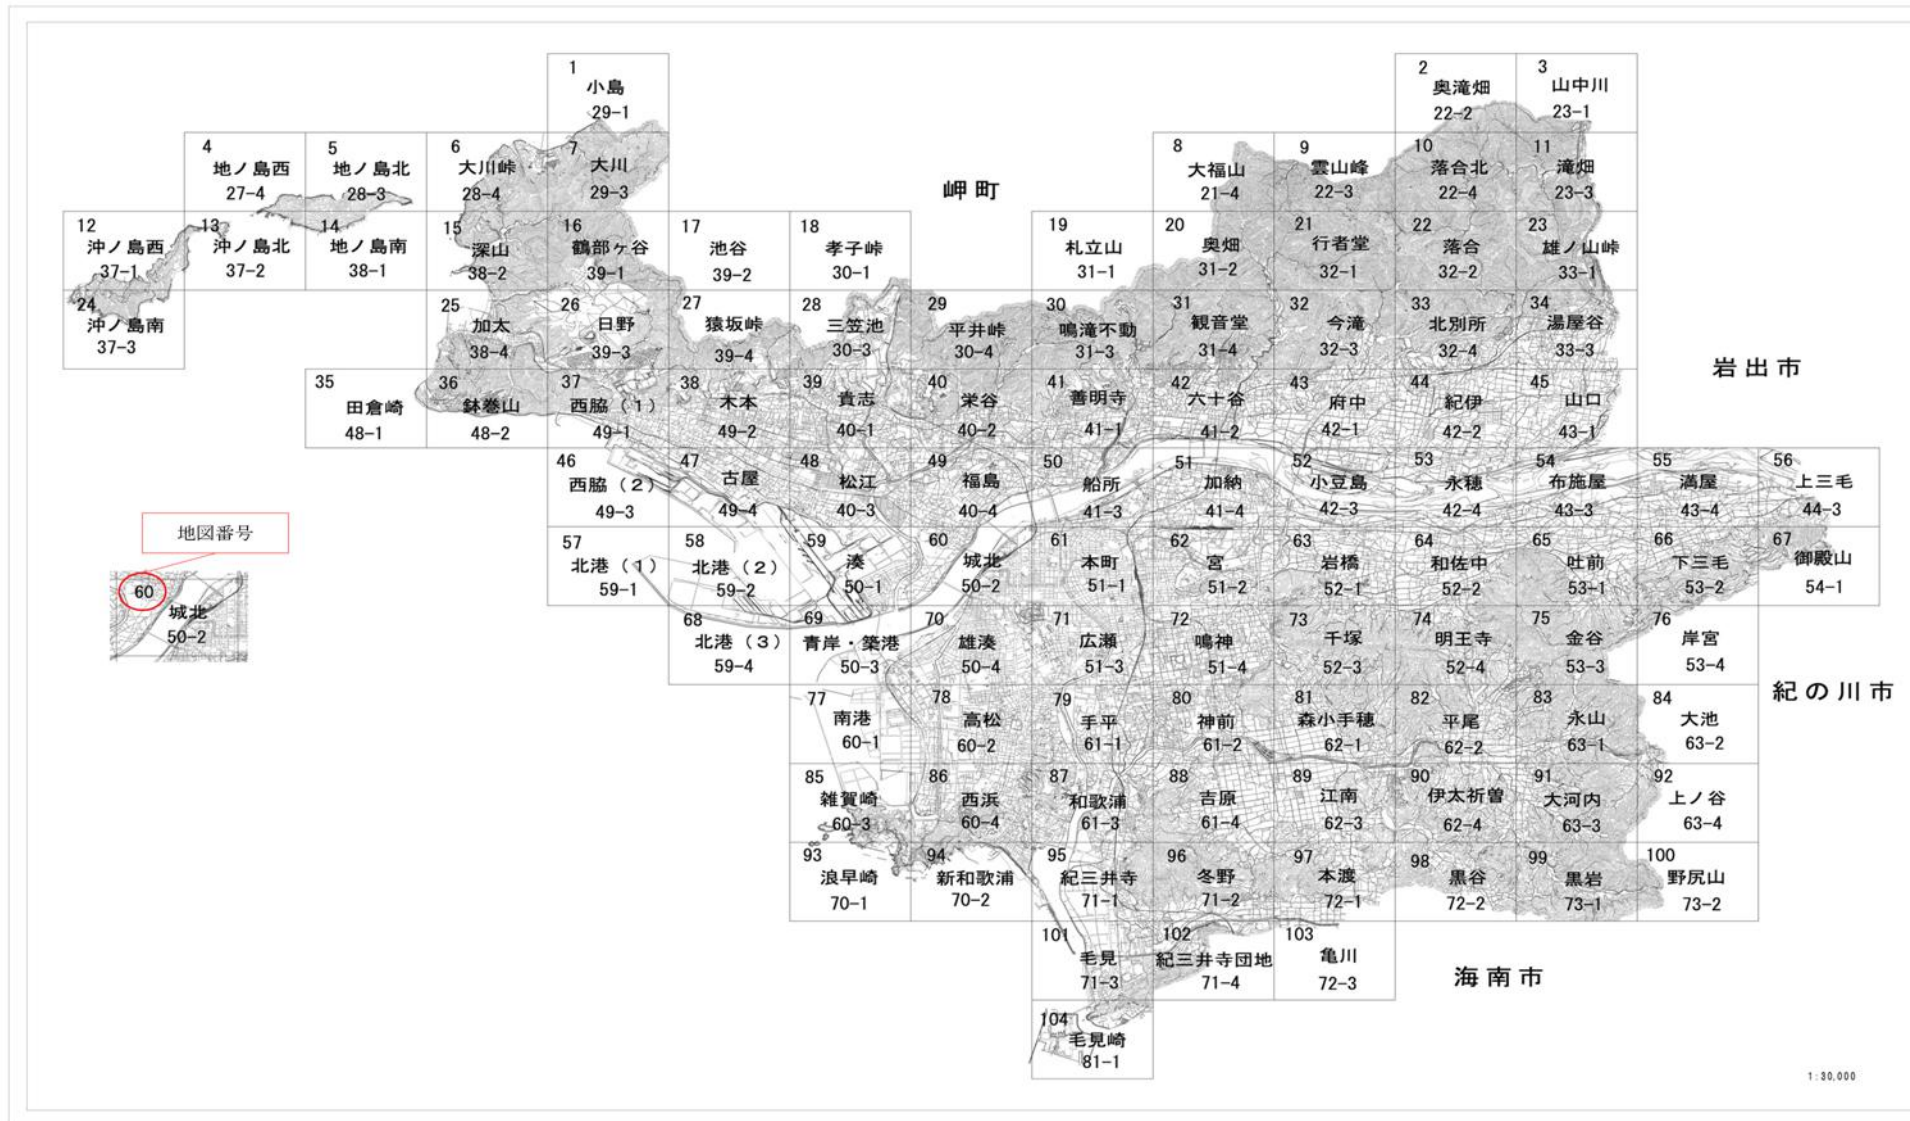 1
小島
29-1
2
奥滝畑
22-2
3
山中川
23-1
4
地ノ島西
27-4
5
地ノ島北
28-3
6
大川峠
28-4
7
大川
29-3
岬町
8
大福山
21-4
9
雲山峰
22-3
10
落合北
22-4
11
滝畑
23-3
12
沖ノ島西
37-1
13
沖ノ島北
37-2
14
地ノ島南
38-1
15
深山
38-2
16
鶴部ヶ谷
39-1
17
池谷
39-2
18
孝子峠
30-1
19
札立山
31-1
20
奥畑
31-2
21
行者堂
32-1
22
落合
32-2
23
雄ノ山峠
33-1
24
沖ノ島南
37-3
25
加太
38-4
26
日野
39-3
27
猿坂峠
39-4
28
三笠池
30-3
29
平井峠
30-4
30
鳴滝不動
31-3
31
観音堂
31-4
32
今滝
32-3
33
北別所
32-4
34
湯屋谷
33-3
岩出市
35
田倉崎
48-1
36
鉢巻山
48-2
37
西脇(1)
49-1
38
木本
49-2
39
貴志
40-1
40
栄谷
40-2
41
善明寺
41-1
42
六十谷
41-2
43
府中
42-1
44
紀伊
42-2
45
山口
43-1
46
西脇(2)
49-3
47
古屋
49-4
48
松江
40-3
49
福島
40-4
50
船所
41-3
51
加納
41-4
52
小豆島
42-3
53
永穂
42-4
54
布施屋
43-3
55
満屋
43-4
56
上三毛
44-3
地図番号
60
城北
50-2
57
北港(1)
59-1
58
北港(2)
59-2
59
湊
50-1
60
城北
50-2
61
本町
51-1
62
宮
51-2
63
岩橋
52-1
64
和佐中
52-2
65
吐前
53-1
66
下三毛
53-2
67
御殿山
54-1
68
北港(3)
59-4
69
青岸・築港
50-3
70
雄湊
50-4
71
広瀬
51-3
72
鳴神
51-4
73
千塚
52-3
74
明王寺
52-4
75
金谷
53-3
76
岸宮
53-4
紀の川市
77
南港
60-1
78
高松
60-2
79
手平
61-1
80
神前
61-2
81
森小手穂
62-1
82
平尾
62-2
83
永山
63-1
84
大池
63-2
85
雑賀崎
60-3
86
西浜
60-4
87
和歌浦
61-3
88
吉原
61-4
89
江南
62-3
90
伊太祈曽
62-4
91
大河内
63-3
92
上ノ谷
63-4
93
浪早崎
70-1
94
新和歌浦
70-2
95
紀三井寺
71-1
96
冬野
71-2
97
本渡
72-1
98
黒谷
72-2
99
黒岩
73-1
100
野尻山
73-2
101
毛見
71-3
102
紀三井寺団地
71-4
103
亀川
72-3
海南市
104
毛見崎
81-1
1:30,000